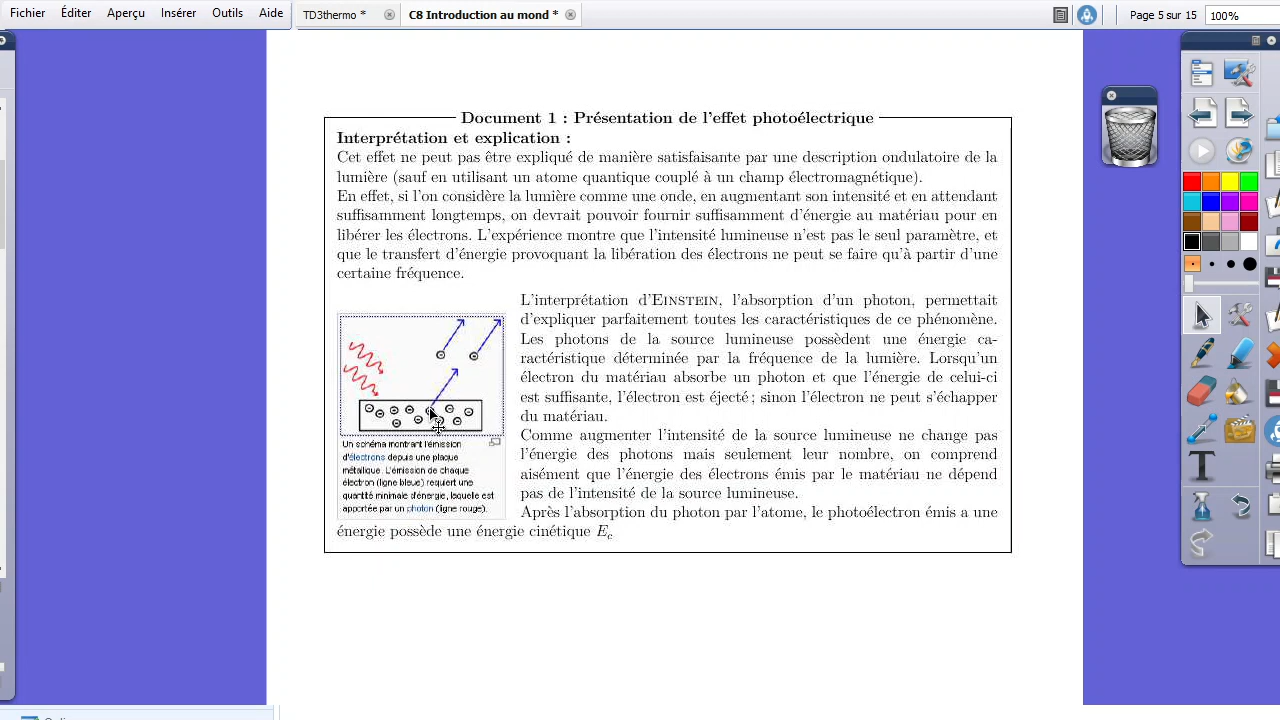 Fichier Éditer Aperçu Insérer Outils Aide
TD3thermo *
C8 Introduction au mond *
Page 5 sur 15
100%
Document 1 : Présentation de l'effet photoélectrique
Interprétation et explication :
Cet effet ne peut pas être expliqué de manière satisfaisante par une description ondulatoire de la
lumière (sauf en utilisant un atome quantique couplé à un champ électromagnétique).
En effet, si l'on considère la lumière comme une onde, en augmentant son intensité et en attendant
suffisamment longtemps, on devrait pouvoir fournir suffisamment d'énergie au matériau pour en
libérer les électrons. L'expérience montre que l'intensité lumineuse n'est pas le seul paramètre, et
que le transfert d'énergie provoquant la libération des électrons ne peut se faire qu'à partir d'une
certaine fréquence.
L'interprétation d'EINSTEIN, l'absorption d'un photon, permettait
d'expliquer parfaitement toutes les caractéristiques de ce phénomène.
Les photons de la source lumineuse possèdent une énergie ca-
ractéristique déterminée par la fréquence de la lumière. Lorsqu'un
électron du matériau absorbe un photon et que l'énergie de celui-ci
est suffisante, l'électron est éjecté ; sinon l'électron ne peut s'échapper
du matériau.
Comme augmenter l'intensité de la source lumineuse ne change pas
l'énergie des photons mais seulement leur nombre, on comprend
aisément que l'énergie des électrons émis par le matériau ne dépend
pas de l'intensité de la source lumineuse.
Après l'absorption du photon par l'atome, le photoélectron émis a une
énergie possède une énergie cinétique E_c
Un schéma montrant l'émission
d'électrons depuis une plaque
métallique. L'émission de chaque
électron (ligne bleue) requiert une
quantité minimale d'énergie, laquelle est
apportée par un photon (ligne rouge).